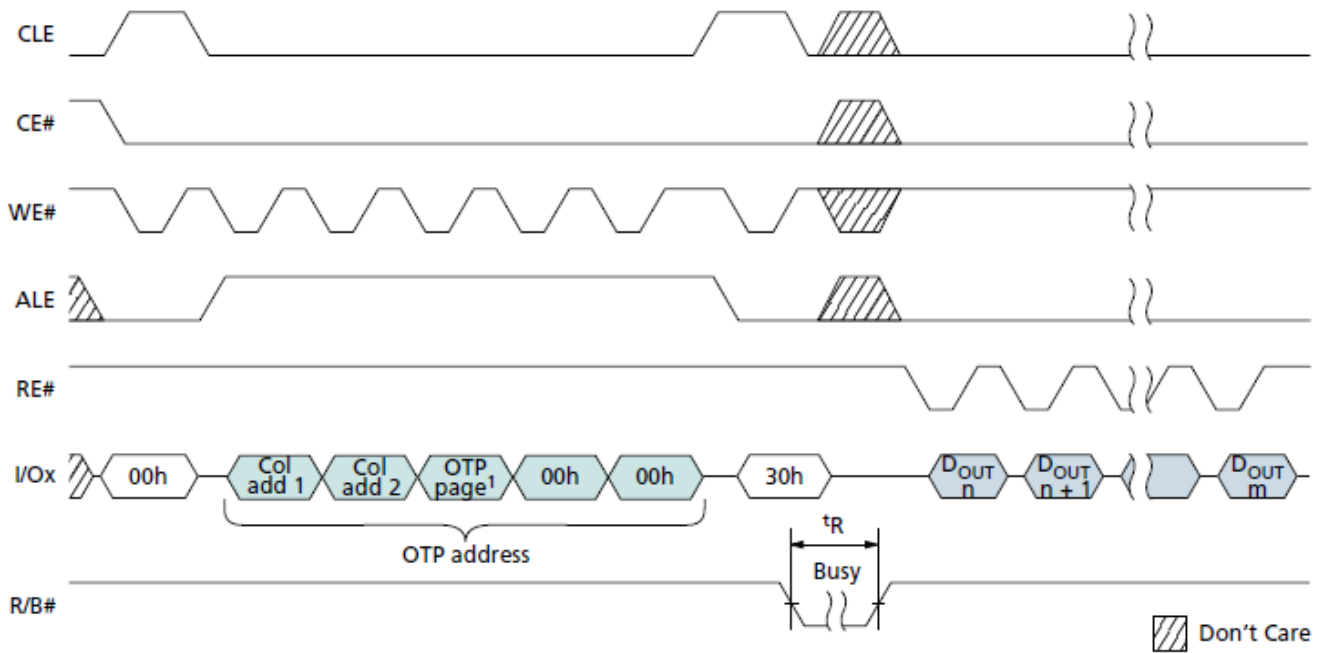 CLE
CE#
WE#
ALE
RE#
I/Ox
00h
Col
add 1
Col
add 2
OTP
page¹
00h
00h
30h
DOUT
n
DOUT
n + 1
DOUT
m
OTP address
tR
Busy
R/B#
Don't Care